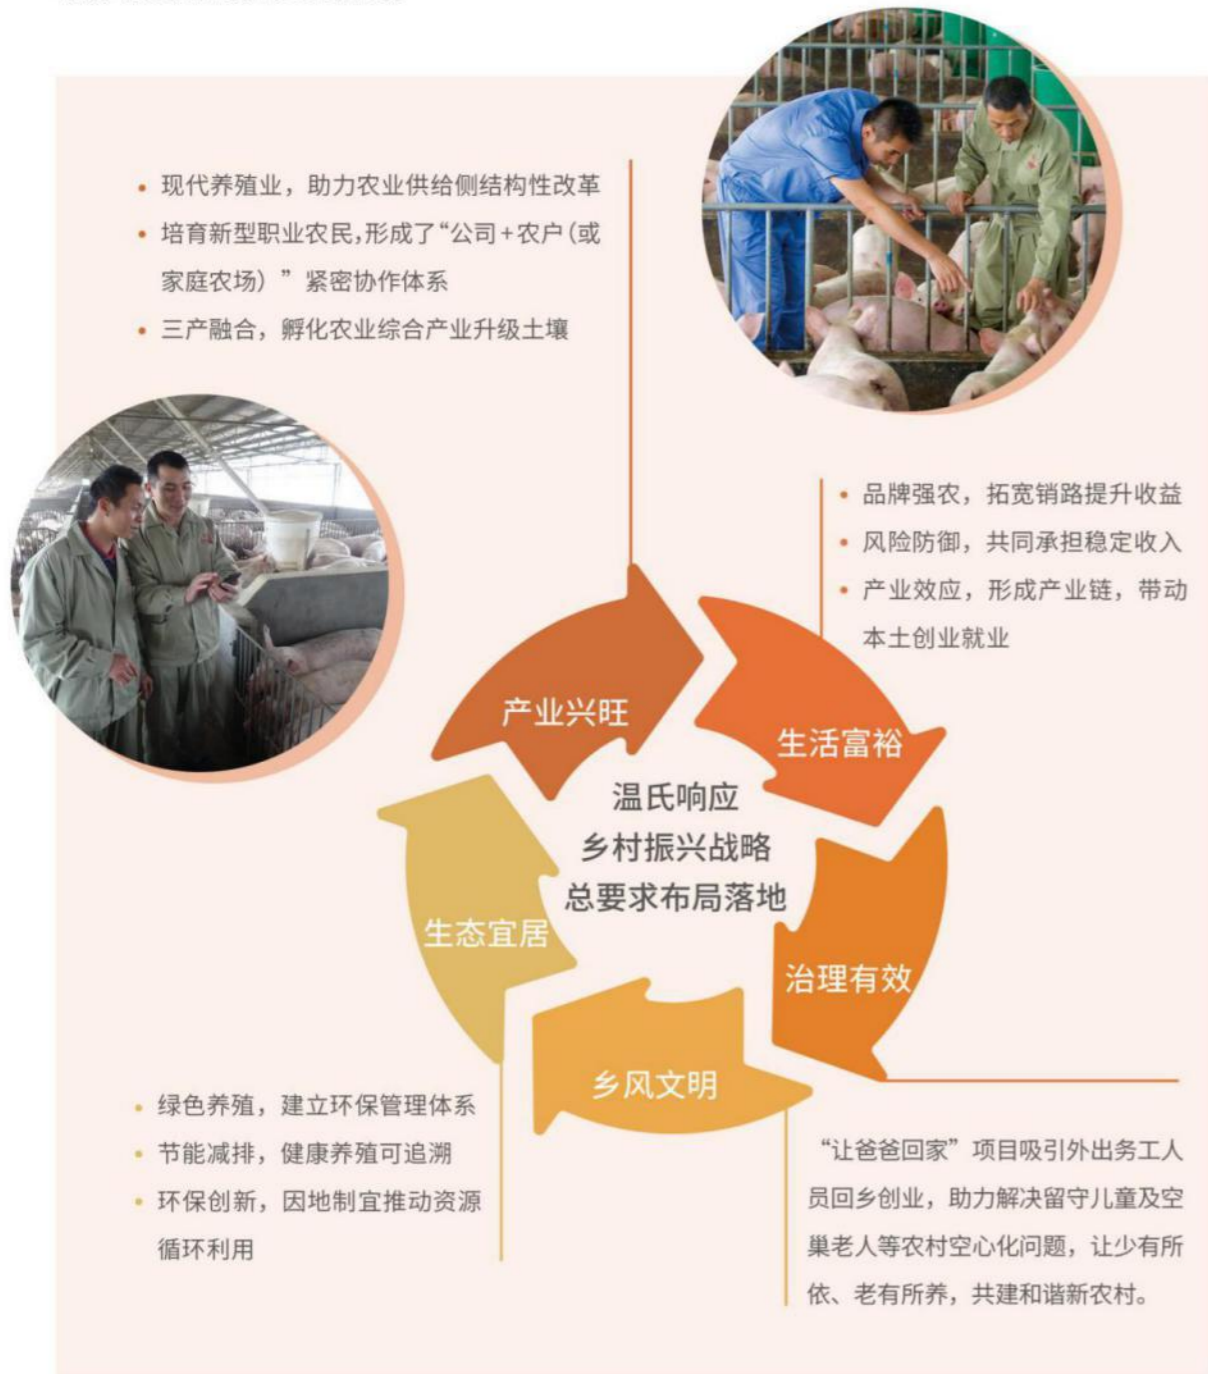 • 现代养殖业，助力农业供给侧结构性改革
• 培育新型职业农民,形成了“公司+农户(或
家庭农场）”紧密协作体系
• 三产融合，孵化农业综合产业升级土壤
• 品牌强农，拓宽销路提升收益
• 风险防御，共同承担稳定收入
• 产业效应，形成产业链，带动
本土创业就业
产业兴旺
生活富裕
温氏响应
乡村振兴战略
总要求布局落地
生态宜居
治理有效
乡风文明
• 绿色养殖，建立环保管理体系
• 节能减排，健康养殖可追溯
• 环保创新，因地制宜推动资源
循环利用
“让爸爸回家”项目吸引外出务工人
员回乡创业，助力解决留守儿童及空
巢老人等农村空心化问题，让少有所
依、老有所养，共建和谐新农村。